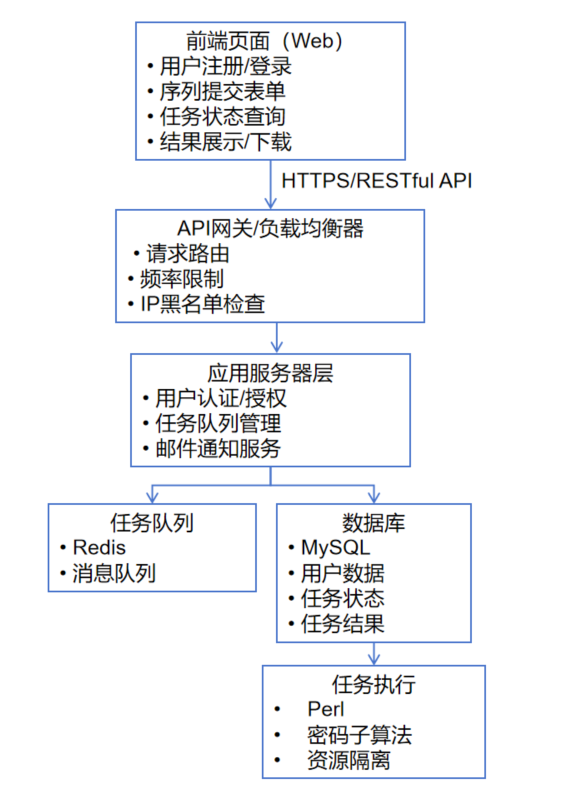 前端页面（Web）
• 用户注册/登录
• 序列提交表单
• 任务状态查询
• 结果展示/下载
HTTPS/RESTful API
API网关/负载均衡器
• 请求路由
• 频率限制
• IP黑名单检查
应用服务器层
• 用户认证/授权
• 任务队列管理
• 邮件通知服务
任务队列
• Redis
• 消息队列
数据库
• MySQL
• 用户数据
• 任务状态
• 任务结果
任务执行
• Perl
• 密码子算法
• 资源隔离